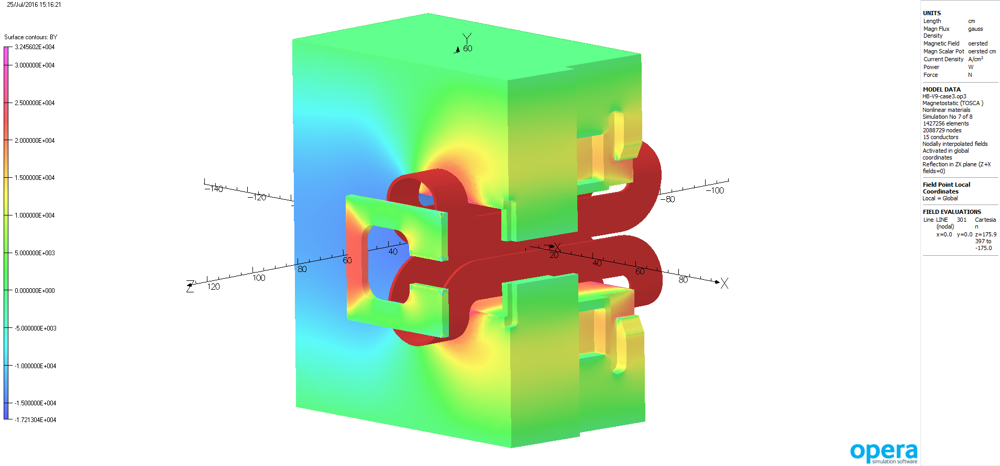 25/Jul/2016 15:16:21
Surface contours: BY
3.245602E+004
3.000000E+004
2.500000E+004
2.000000E+004
1.500000E+004
1.000000E+004
5.000000E+003
0.000000E+000
-5.000000E+003
-1.000000E+004
-1.500000E+004
-1.721304E+004
Y
60
-140
-120
-100
-80
X
20
40
60
80
X
40
60
80
100
120
Z
UNITS
Length cm
Magn Flux gauss
Density
Magnetic Field oersted
Magn Scalar Pot oersted cm
Current Density A/cm²
Power W
Force N
MODEL DATA
HB-V9-case3.op3
Magnetostatic (TOSCA )
Nonlinear materials
Simulation No 7 of 8
1427256 elements
2088729 nodes
15 conductors
Nodally interpolated fields
Activated in global
coordinates
Reflection in ZX plane (Z+X
fields=0)
Field Point Local
Coordinates
Local = Global
FIELD EVALUATIONS
Line LINE 301 Cartesia
(nodal) n
x=0.0 y=0.0 z=175.9
397 to
-175.0
opera
simulation software